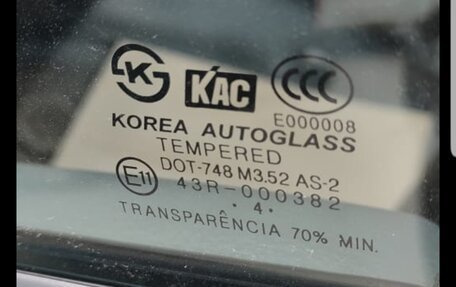 KS KAC CCC
E000008
KOREA AUTOGLASS
TEMPERED
DOT-748 M3.52 AS-2
E11 43R-000382
. 4 .
TRANSPARÊNCIA 70% MIN.